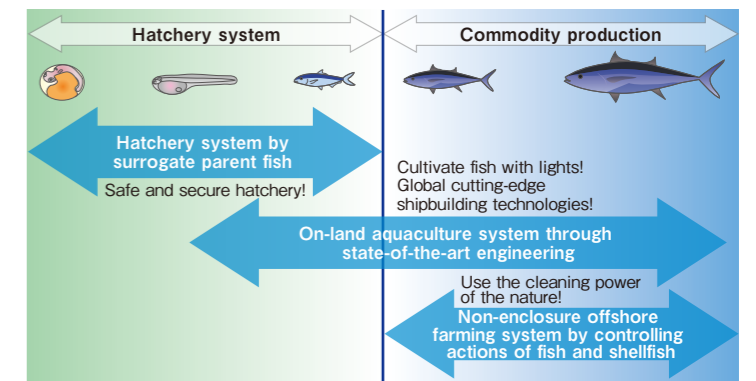 Hatchery system
Commodity production
Hatchery system by
surrogate parent fish
Safe and secure hatchery!
Cultivate fish with lights!
Global cutting-edge
shipbuilding technologies!
On-land aquaculture system through
state-of-the-art engineering
Use the cleaning power
of the nature!
Non-enclosure offshore
farming system by controlling
actions of fish and shellfish